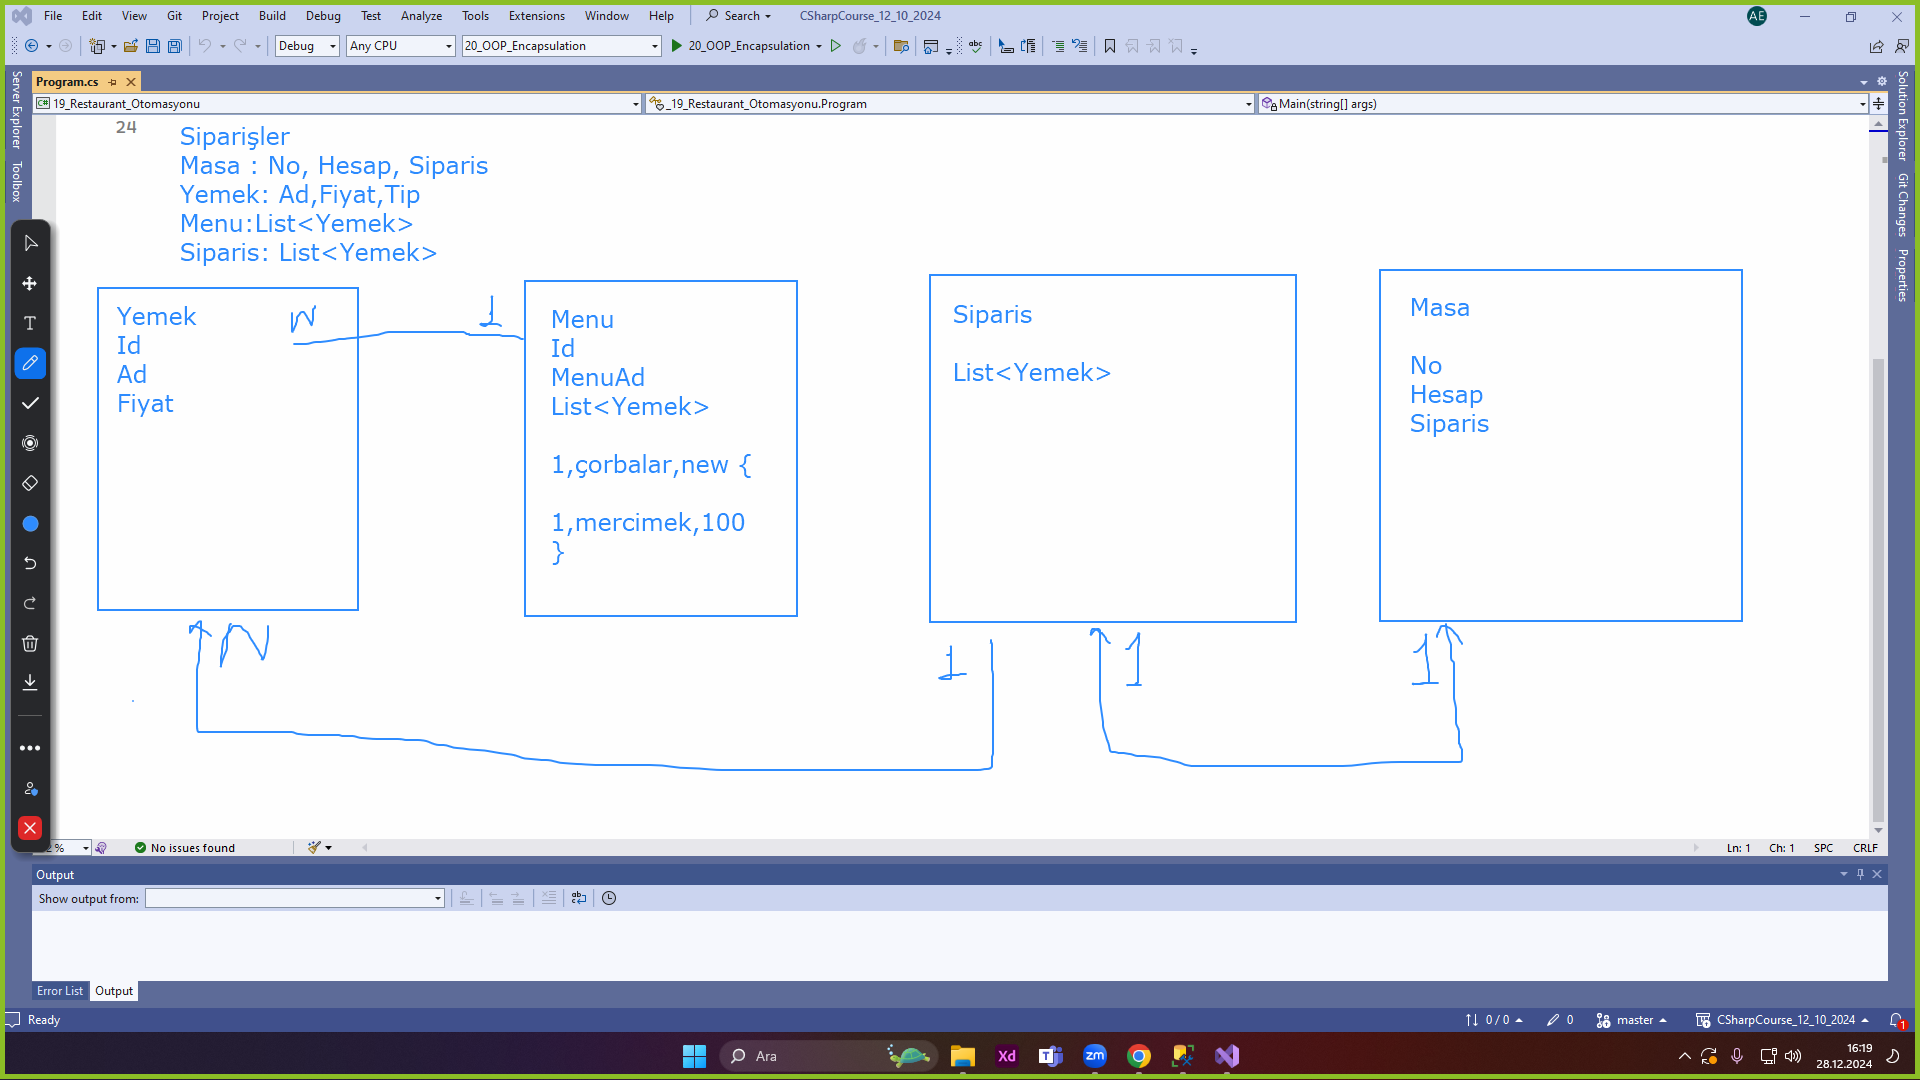 File Edit View Git Project Build Debug Test Analyze Tools Extensions Window Help Search CSharpCourse_12_10_2024 AE
Debug Any CPU 20_OOP_Encapsulation 20_OOP_Encapsulation
Server Explorer
Toolbox
Program.cs
19_Restaurant_Otomasyonu _19_Restaurant_Otomasyonu.Program Main(string[] args)
Solution Explorer
Git Changes
Properties
24
Siparişler
Masa : No, Hesap, Siparis
Yemek: Ad,Fiyat,Tip
Menu:List<Yemek>
Siparis: List<Yemek>
Yemek
Id
Ad
Fiyat
N
1
Menu
Id
MenuAd
List<Yemek>
1,çorbalar,new {
1,mercimek,100
}
Siparis
List<Yemek>
Masa
No
Hesap
Siparis
N
1
1
1
No issues found Ln: 1 Ch: 1 SPC CRLF
Output
Show output from:
Error List Output
Ready 0 / 0 0 master CSharpCourse_12_10_2024 1
Ara Xd T zm
16:19
28.12.2024